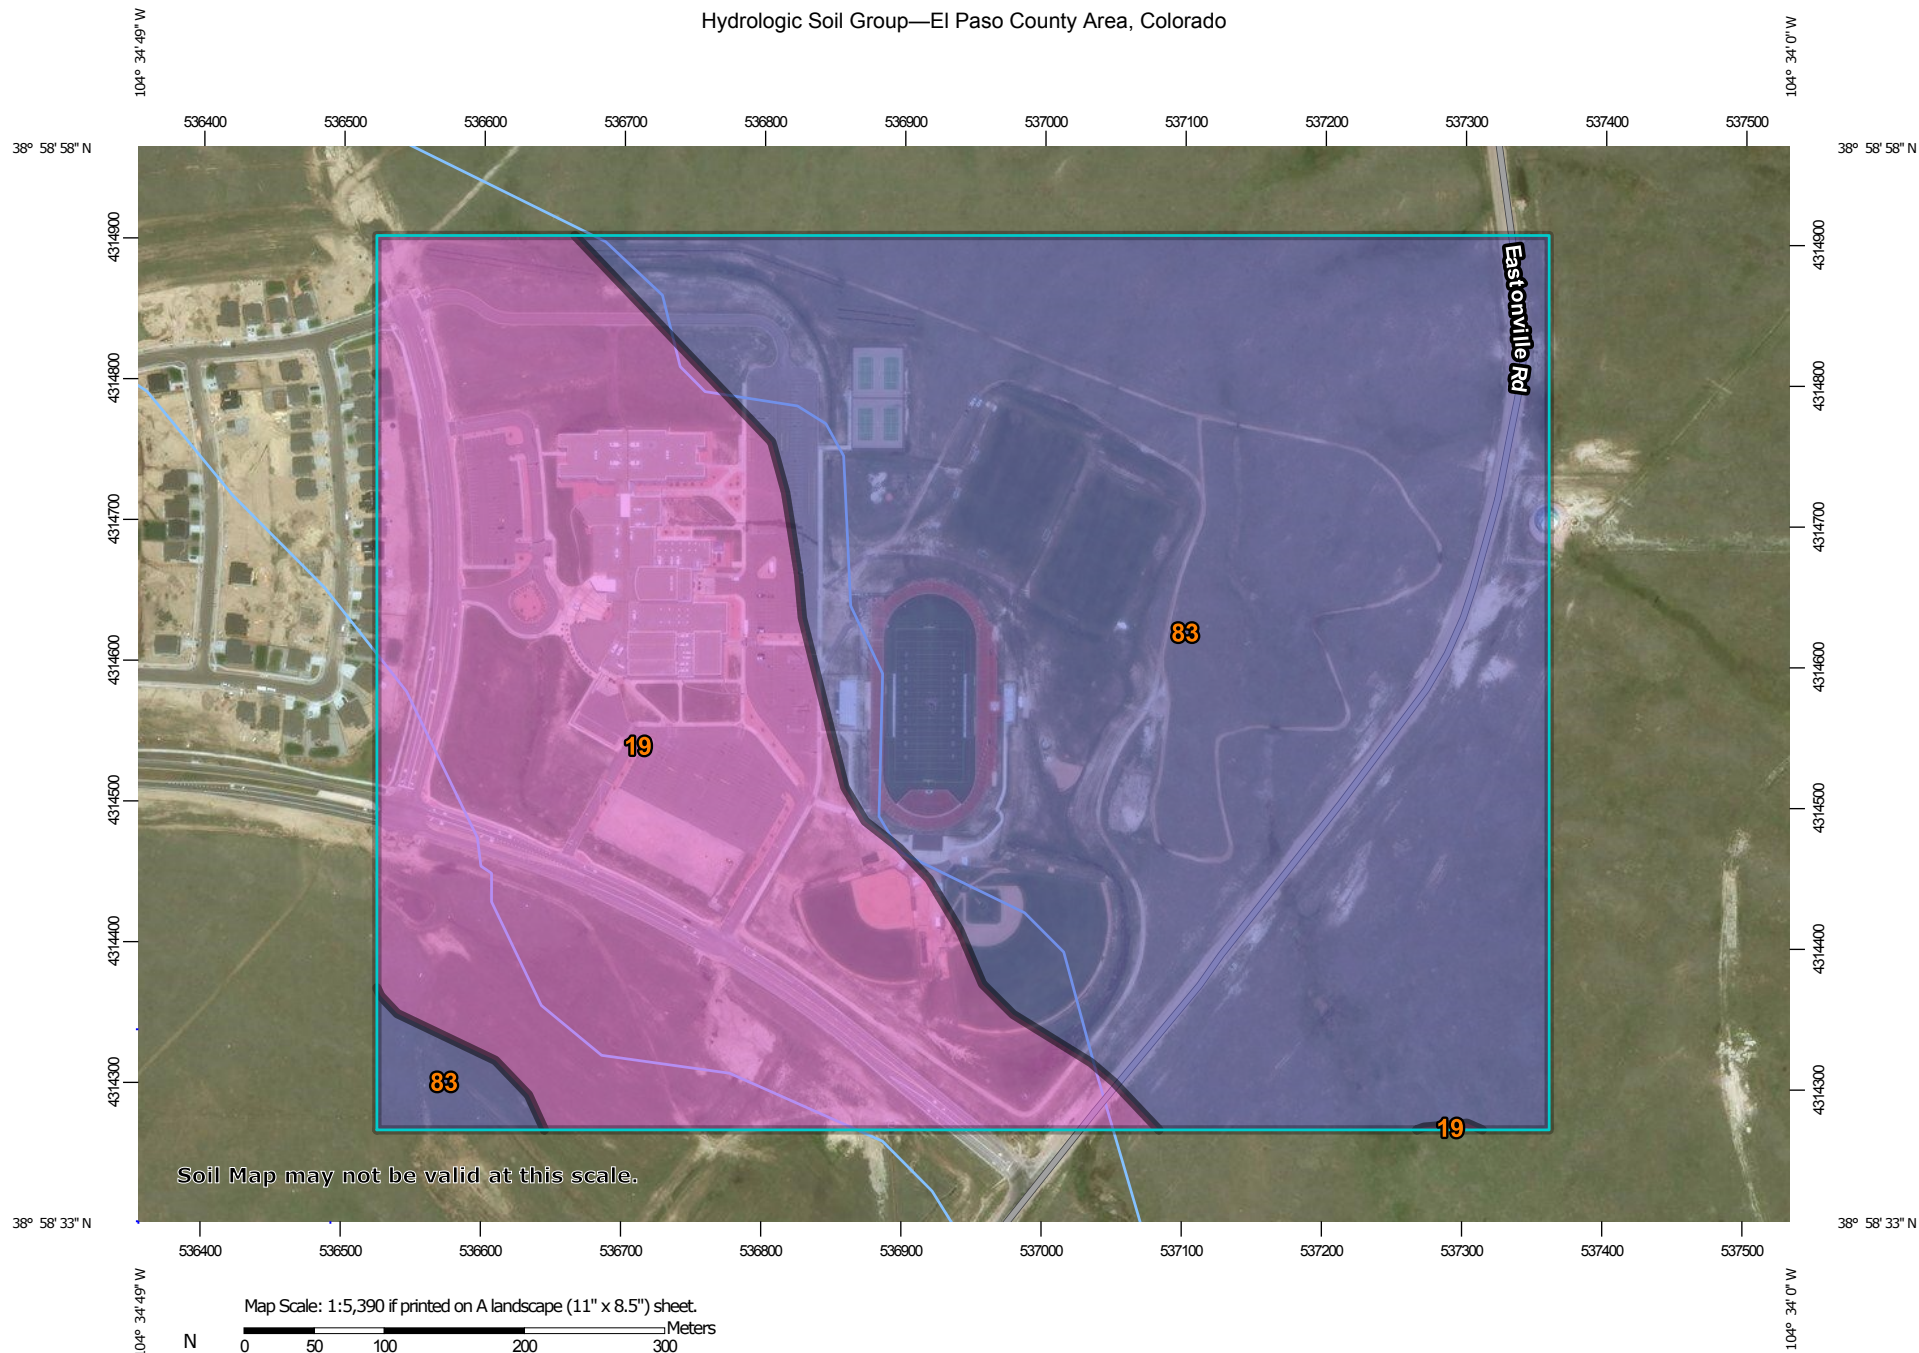 Hydrologic Soil Group—El Paso County Area, Colorado
104° 34' 49" W
104° 34' 0" W
536400 536500 536600 536700 536800 536900 537000 537100 537200 537300 537400 537500
38° 58' 58" N
38° 58' 58" N
4314900
4314900
Eastonville Rd
4314800
4314800
4314700
4314700
83
4314600
4314600
19
4314500
4314500
4314400
4314400
4314300
83
4314300
19
Soil Map may not be valid at this scale.
38° 58' 33" N
38° 58' 33" N
536400 536500 536600 536700 536800 536900 537000 537100 537200 537300 537400 537500
104° 34' 49" W
104° 34' 0" W
Map Scale: 1:5,390 if printed on A landscape (11" x 8.5") sheet.
Meters
N
0 50 100 200 300